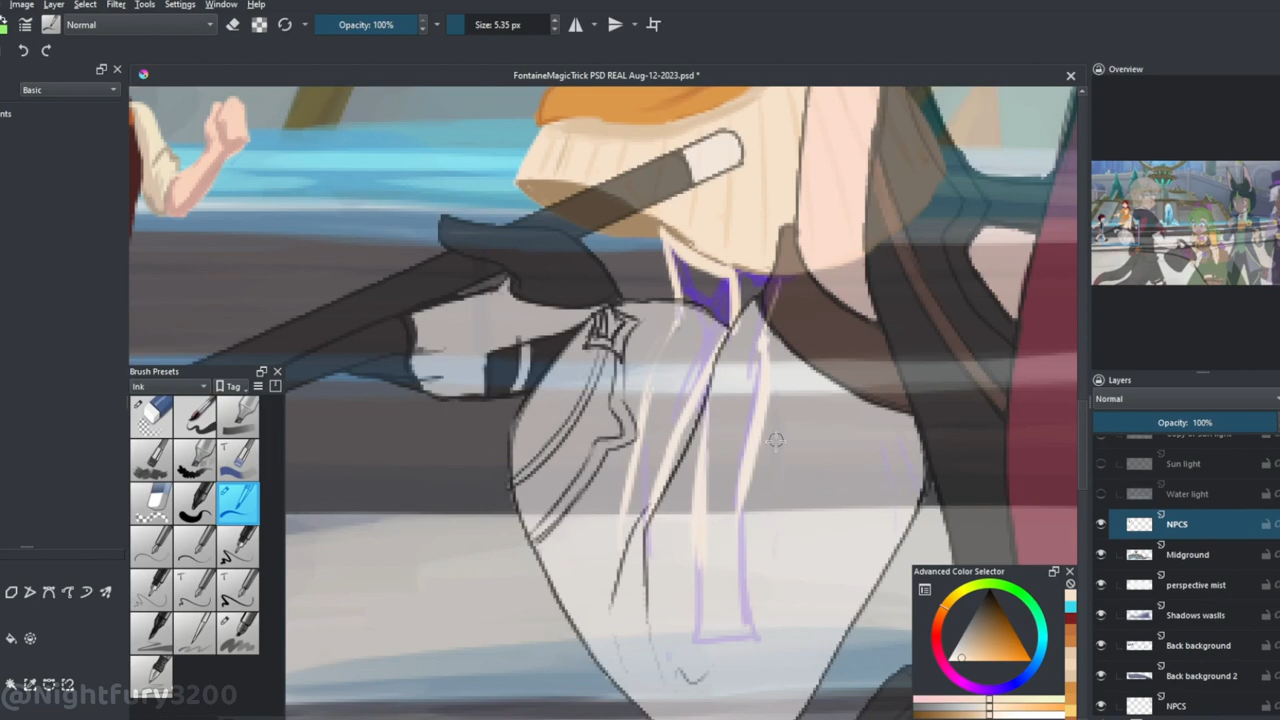 Image Layer Select Filter Tools Settings Window Help
Normal Opacity: 100% Size: 5.35 px
FontaineMagicTrick PSD REAL Aug-12-2023.psd *
Basic
nts
Overview
Brush Presets
Ink Tag
T
T
T T
Layers
Normal
Opacity: 100%
Sun light
Water light
NPCS
Midground
perspective mist
Shadows waslls
Back background
Back background 2
NPCS
Advanced Color Selector
@Nightfury3200